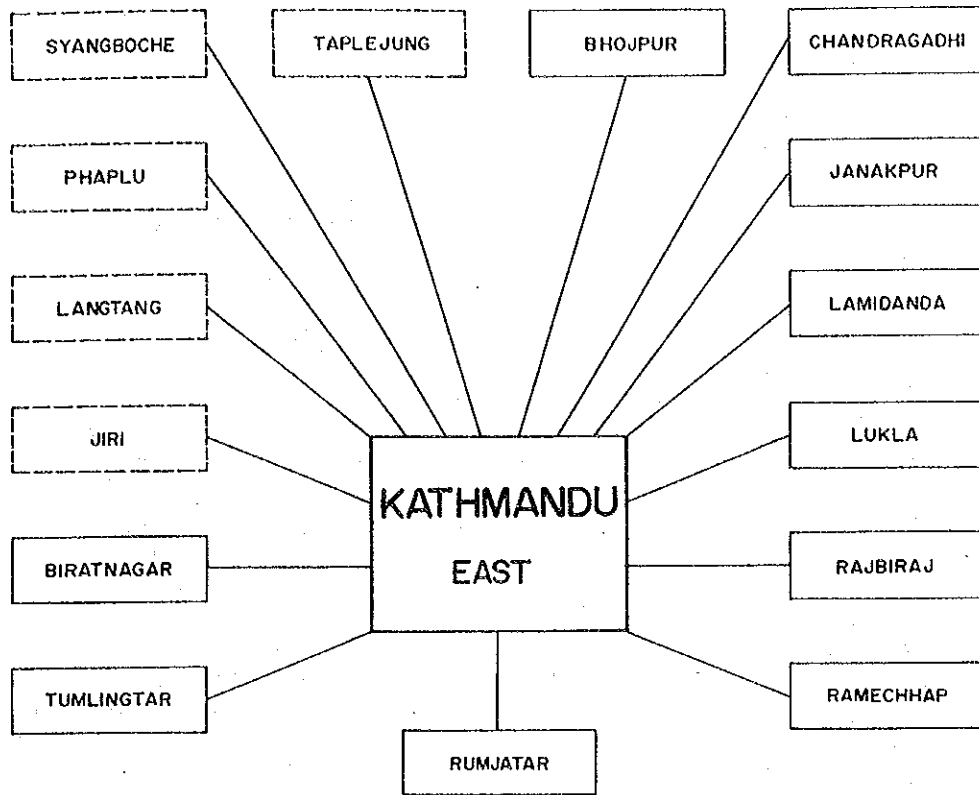 SYANGBOCHE
TAPLEJUNG
BHOJPUR
CHANDRAGADHI
PHAPLU
JANAKPUR
LANGTANG
LAMIDANDA
JIRI
LUKLA
KATHMANDU
EAST
BIRATNAGAR
RAJBIRAJ
TUMLINGTAR
RAMECHHAP
RUMJATAR